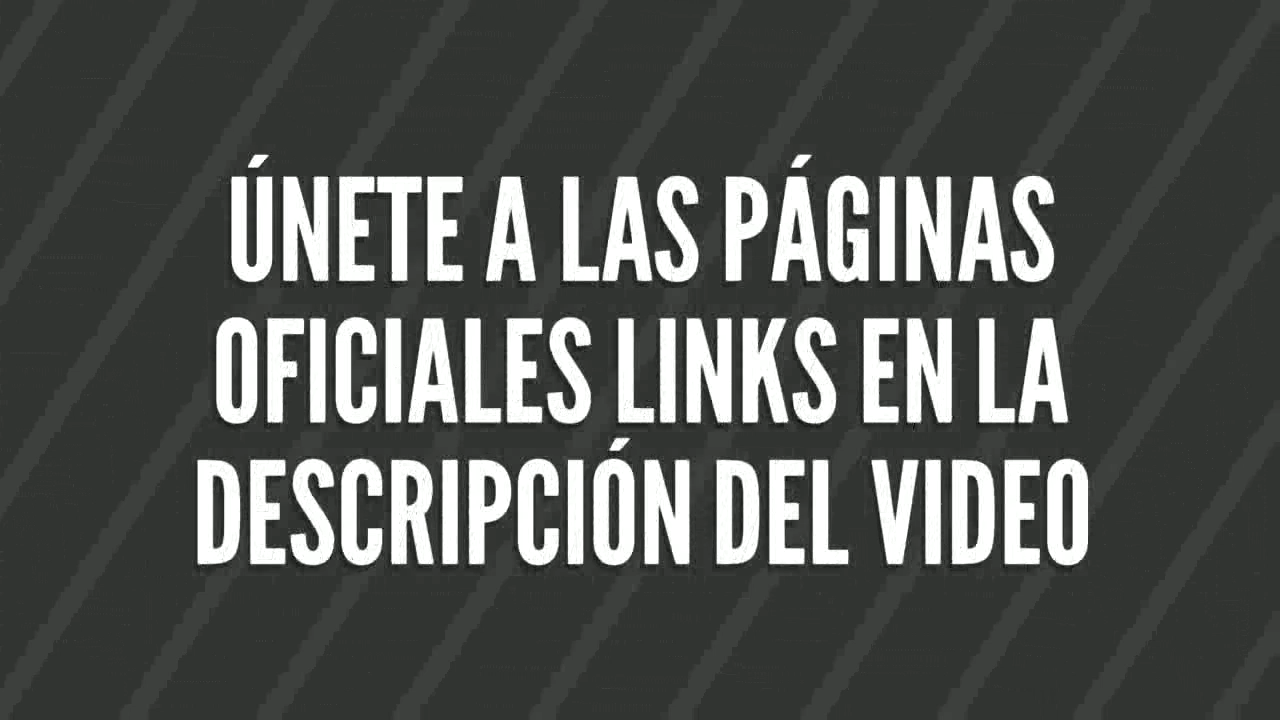 ÚNETE A LAS PÁGINAS
OFICIALES LINKS EN LA
DESCRIPCIÓN DEL VIDEO